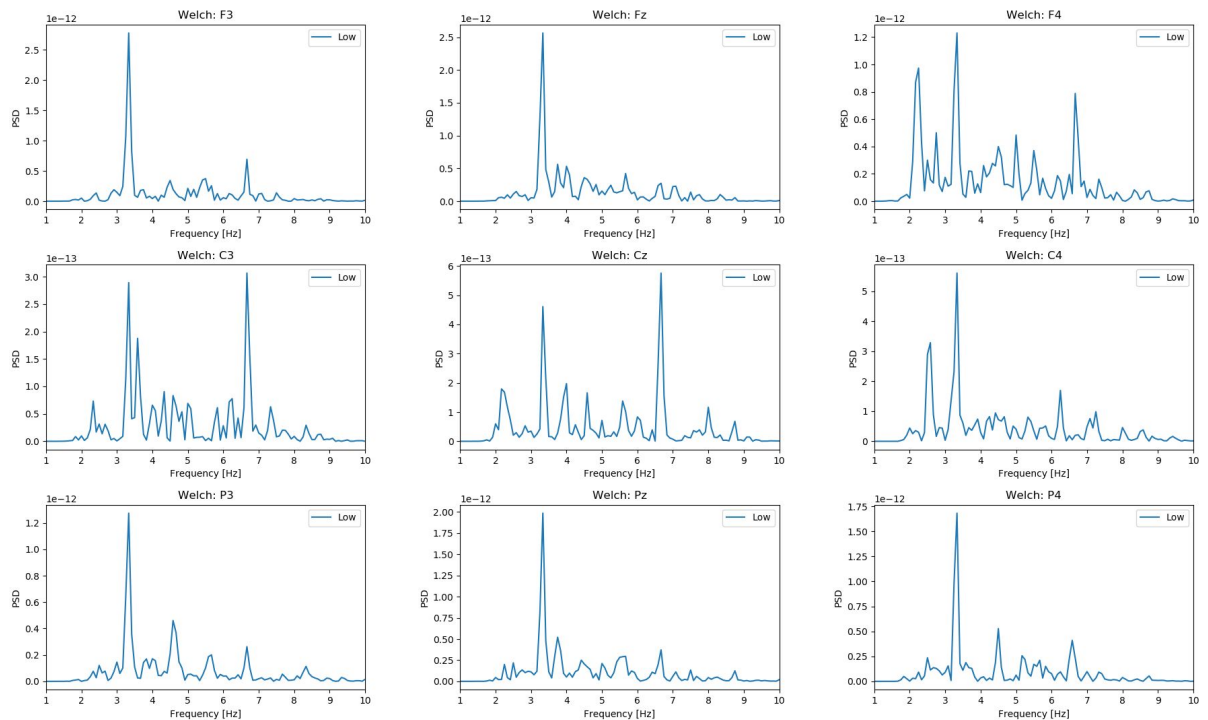 Welch: F3
1e−12
Low
2.5
2.0
1.5
1.0
0.5
0.0
PSD
1 2 3 4 5 6 7 8 9 10
Frequency [Hz]
Welch: Fz
1e−12
Low
2.5
2.0
1.5
1.0
0.5
0.0
PSD
1 2 3 4 5 6 7 8 9 10
Frequency [Hz]
Welch: F4
1e−12
Low
1.2
1.0
0.8
0.6
0.4
0.2
0.0
PSD
1 2 3 4 5 6 7 8 9 10
Frequency [Hz]
Welch: C3
1e−13
Low
3.0
2.5
2.0
1.5
1.0
0.5
0.0
PSD
1 2 3 4 5 6 7 8 9 10
Frequency [Hz]
Welch: Cz
1e−13
Low
6
5
4
3
2
1
0
PSD
1 2 3 4 5 6 7 8 9 10
Frequency [Hz]
Welch: C4
1e−13
Low
5
4
3
2
1
0
PSD
1 2 3 4 5 6 7 8 9 10
Frequency [Hz]
Welch: P3
1e−12
Low
1.2
1.0
0.8
0.6
0.4
0.2
0.0
PSD
1 2 3 4 5 6 7 8 9 10
Frequency [Hz]
Welch: Pz
1e−12
Low
2.00
1.75
1.50
1.25
1.00
0.75
0.50
0.25
0.00
PSD
1 2 3 4 5 6 7 8 9 10
Frequency [Hz]
Welch: P4
1e−12
Low
1.75
1.50
1.25
1.00
0.75
0.50
0.25
0.00
PSD
1 2 3 4 5 6 7 8 9 10
Frequency [Hz]